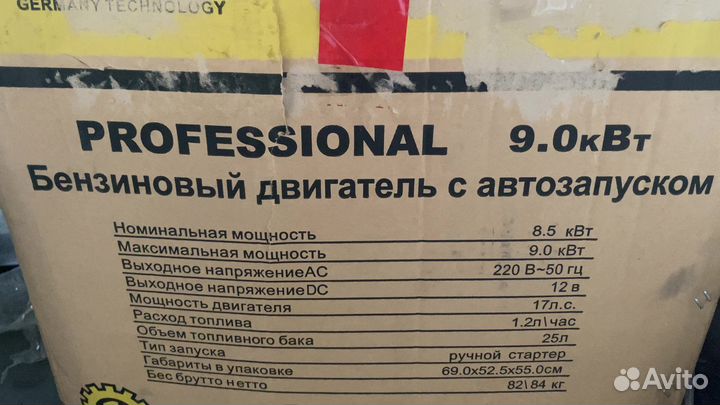 GERMANY TECHNOLOGY
PROFESSIONAL 9.0кВт
Бензиновый двигатель с автозапуском
Номинальная мощность 8.5 кВт
Максимальная мощность 9.0 кВт
Выходное напряжениеAC 220 В~50 гц
Выходное напряжениеDC 12 в
Мощность двигателя 17л.с.
Расход топлива 1.2л\час
Объем топливного бака 25л
Тип запуска ручной стартер
Габариты в упаковке 69.0x52.5x55.0см
Бес брутто нетто 82\84 кг
Avito